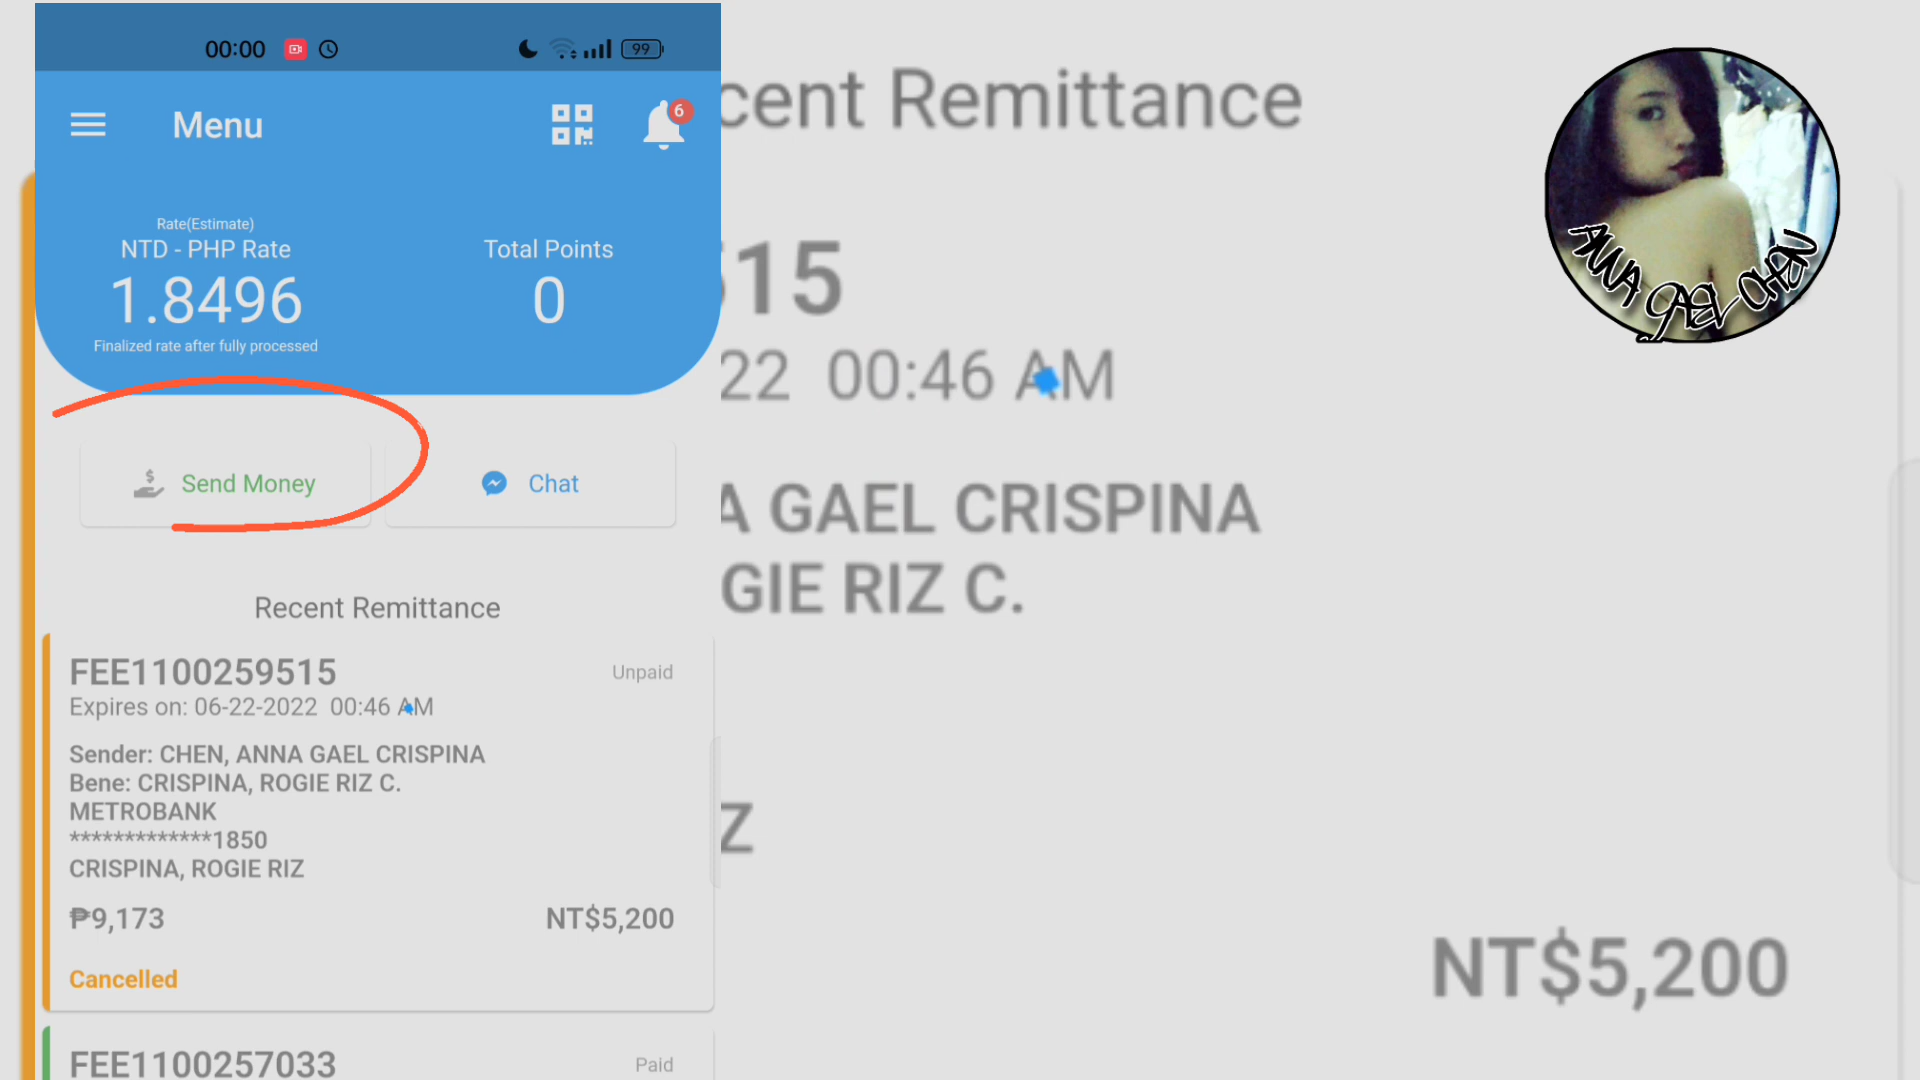 00:00
99
Menu
6
Rate(Estimate)
NTD - PHP Rate
1.8496
Finalized rate after fully processed
Total Points
0
Send Money
Chat
Recent Remittance
FEE1100259515
Unpaid
Expires on: 06-22-2022 00:46 AM
Sender: CHEN, ANNA GAEL CRISPINA
Bene: CRISPINA, ROGIE RIZ C.
METROBANK
*************1850
CRISPINA, ROGIE RIZ
₱9,173
NT$5,200
Cancelled
FEE1100257033
Paid
cent Remittance
515
22 00:46 AM
A GAEL CRISPINA
GIE RIZ C.
Z
NT$5,200
ANNA GAEL CHEN